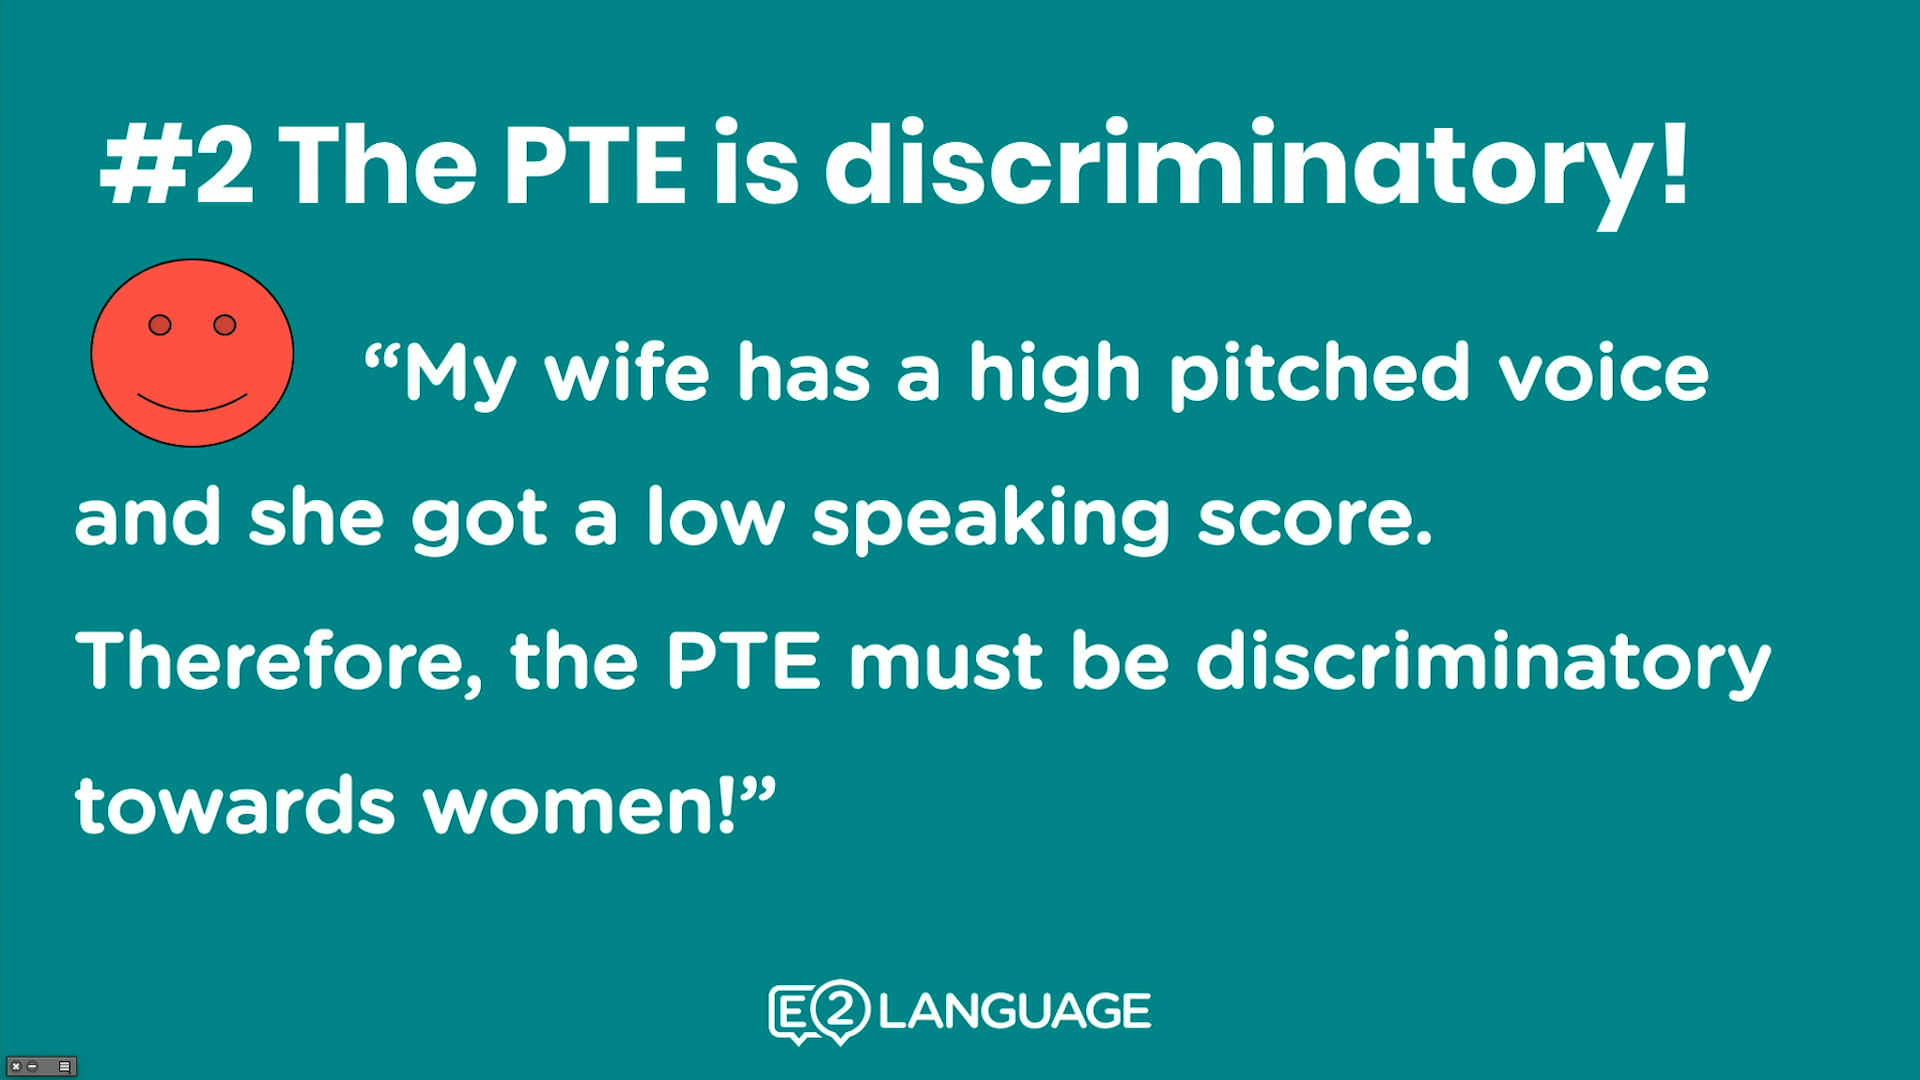 #2 The PTE is discriminatory!
“My wife has a high pitched voice
and she got a low speaking score.
Therefore, the PTE must be discriminatory
towards women!”
E2 LANGUAGE